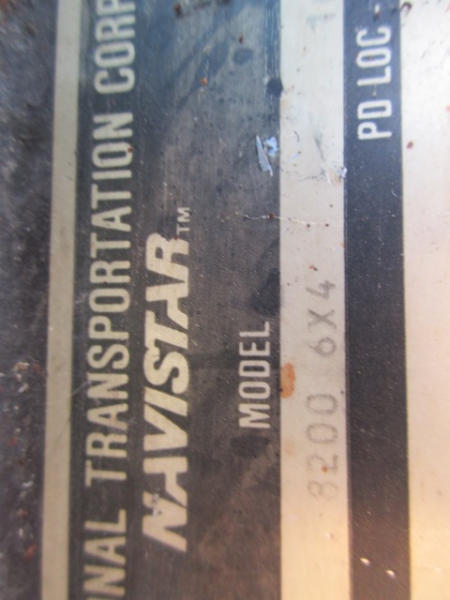 NAL TRANSPORTATION CORP
NAVISTAR™
MODEL
8200 6X4
PD LOC -